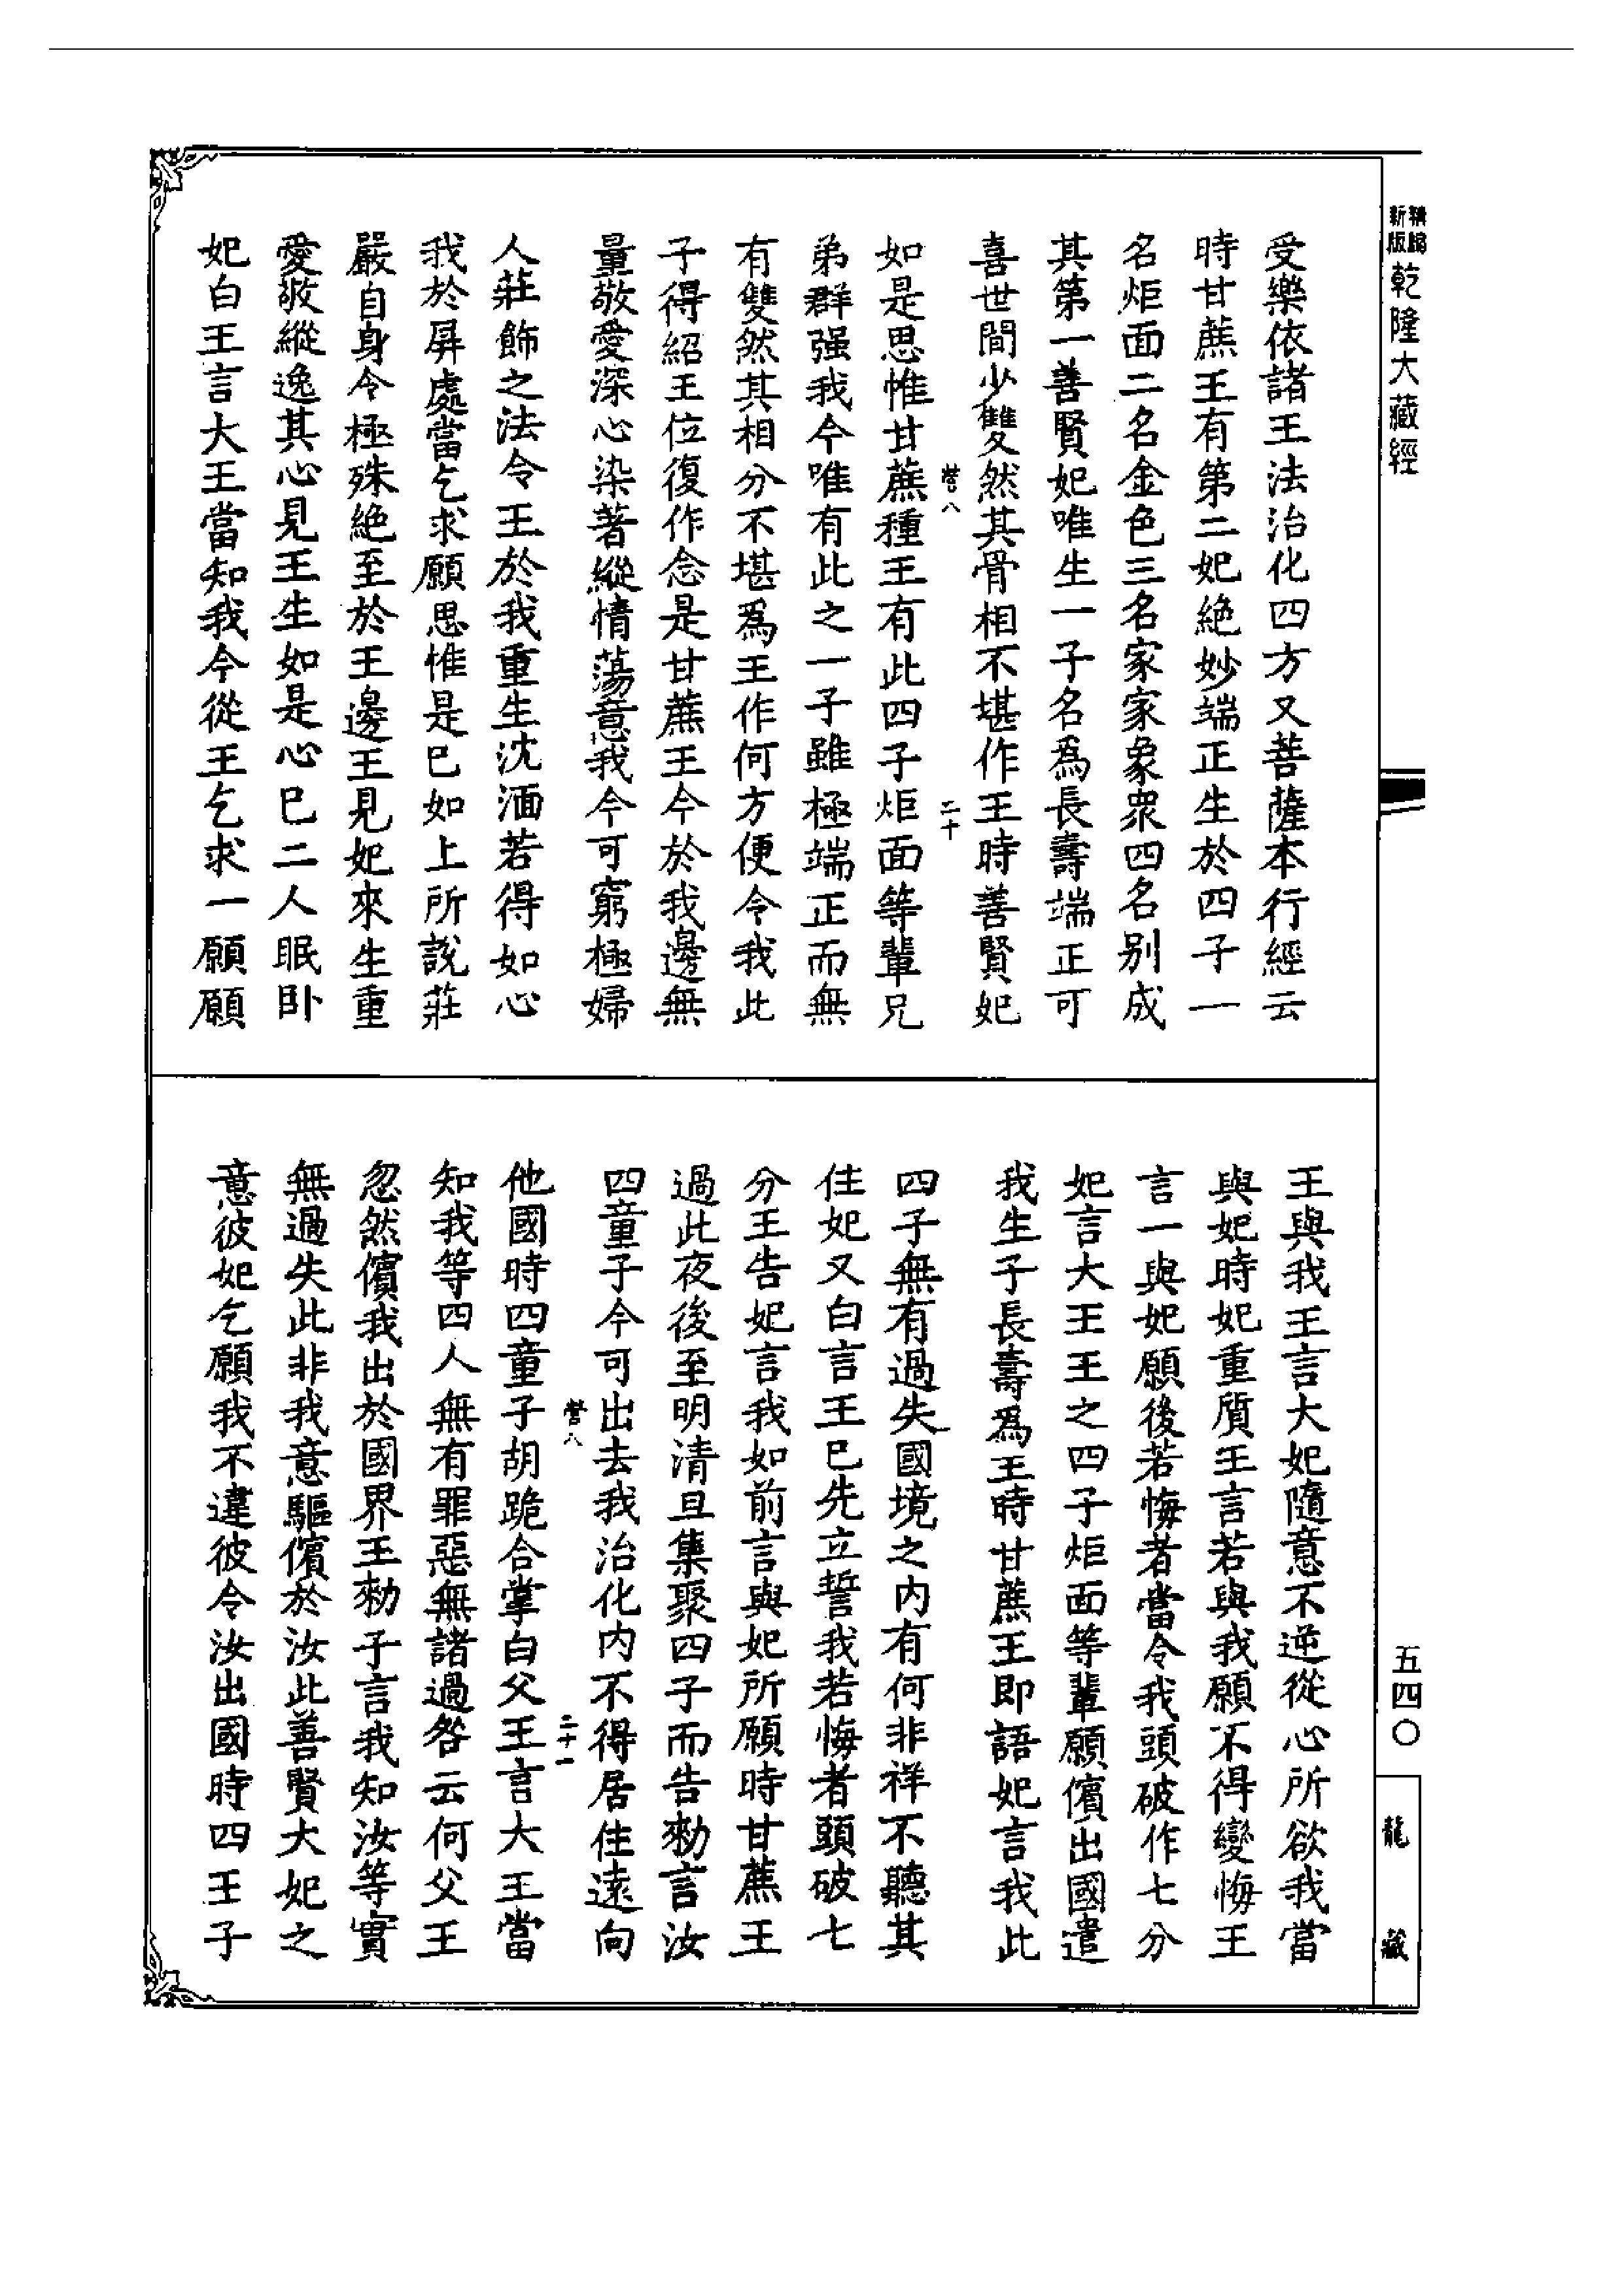 新版
精縮
乾隆大藏經
受樂依諸王法治化四方又菩薩本行經云
時甘蔗王有第二妃絶妙端正生於四子一
名炬面二名金色三名家家象衆四名别成
其第一善賢妃唯生一子名爲長壽端正可
喜世間少雙然其骨相不堪作王時善賢妃
營八 二十
如是思惟甘蔗種王有此四子炬面等輩兄
弟群强我今唯有此之一子雖極端正而無
有雙然其相分不堪爲王作何方便令我此
子得紹王位復作念是甘蔗王今於我邊無
量敬愛深心染著縱情蕩意我今可窮極婦
人莊飾之法令王於我重生沈湎若得如心
我於屏處當乞求願思惟是巳如上所説莊
嚴自身令極殊絶至於王邊王見妃來生重
愛敬縱逸其心見王生如是心巳二人眠卧
妃白王言大王當知我今從王乞求一願願
王與我王言大妃隨意不逆從心所欲我當
與妃時妃重質王言若與我願不得變悔王
言一與妃願後若悔者當令我頭破作七分
妃言大王王之四子炬面等輩願儐出國遣
我生子長壽爲王時甘蔗王即語妃言我此
四子無有過失國境之内有何非祥不聽其
住妃又白言王巳先立誓我若悔者頭破七
分王告妃言我如前言與妃所願時甘蔗王
過此夜後至明清旦集聚四子而告勑言汝
四童子今可出去我治化内不得居住遠向
營八 二十一
他國時四童子胡跪合掌白父王言大王當
知我等四人無有罪惡無諸過咎云何父王
忽然儐我出於國界王勑子言我知汝等實
無過失此非我意驅儐於汝此善賢大妃之
意彼妃乞願我不違彼令汝出國時四王子
五四〇
龍藏